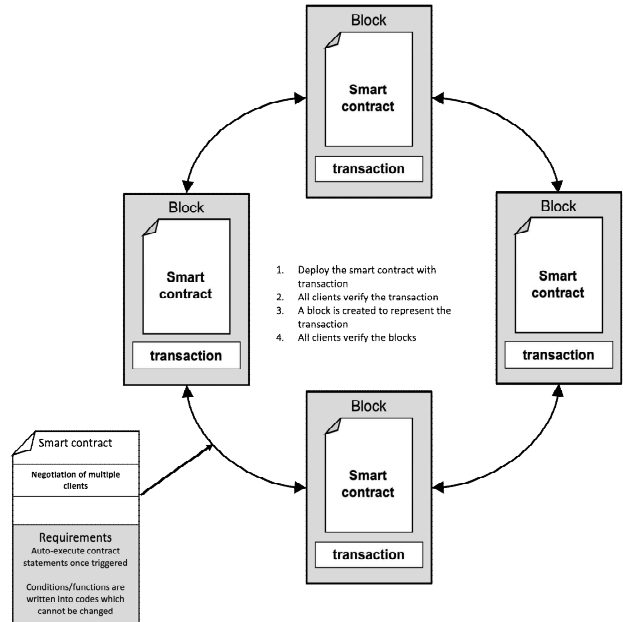 Block
Smart
contract
transaction
Block
Smart
contract
transaction
Block
Smart
contract
transaction
1. Deploy the smart contract with
transaction
2. All clients verify the transaction
3. A block is created to represent the
transaction
4. All clients verify the blocks
Block
Smart
contract
transaction
Smart contract
Negotiation of multiple
clients
Requirements
Auto-execute contract
statements once triggered
Conditions/functions are
written into codes which
cannot be changed